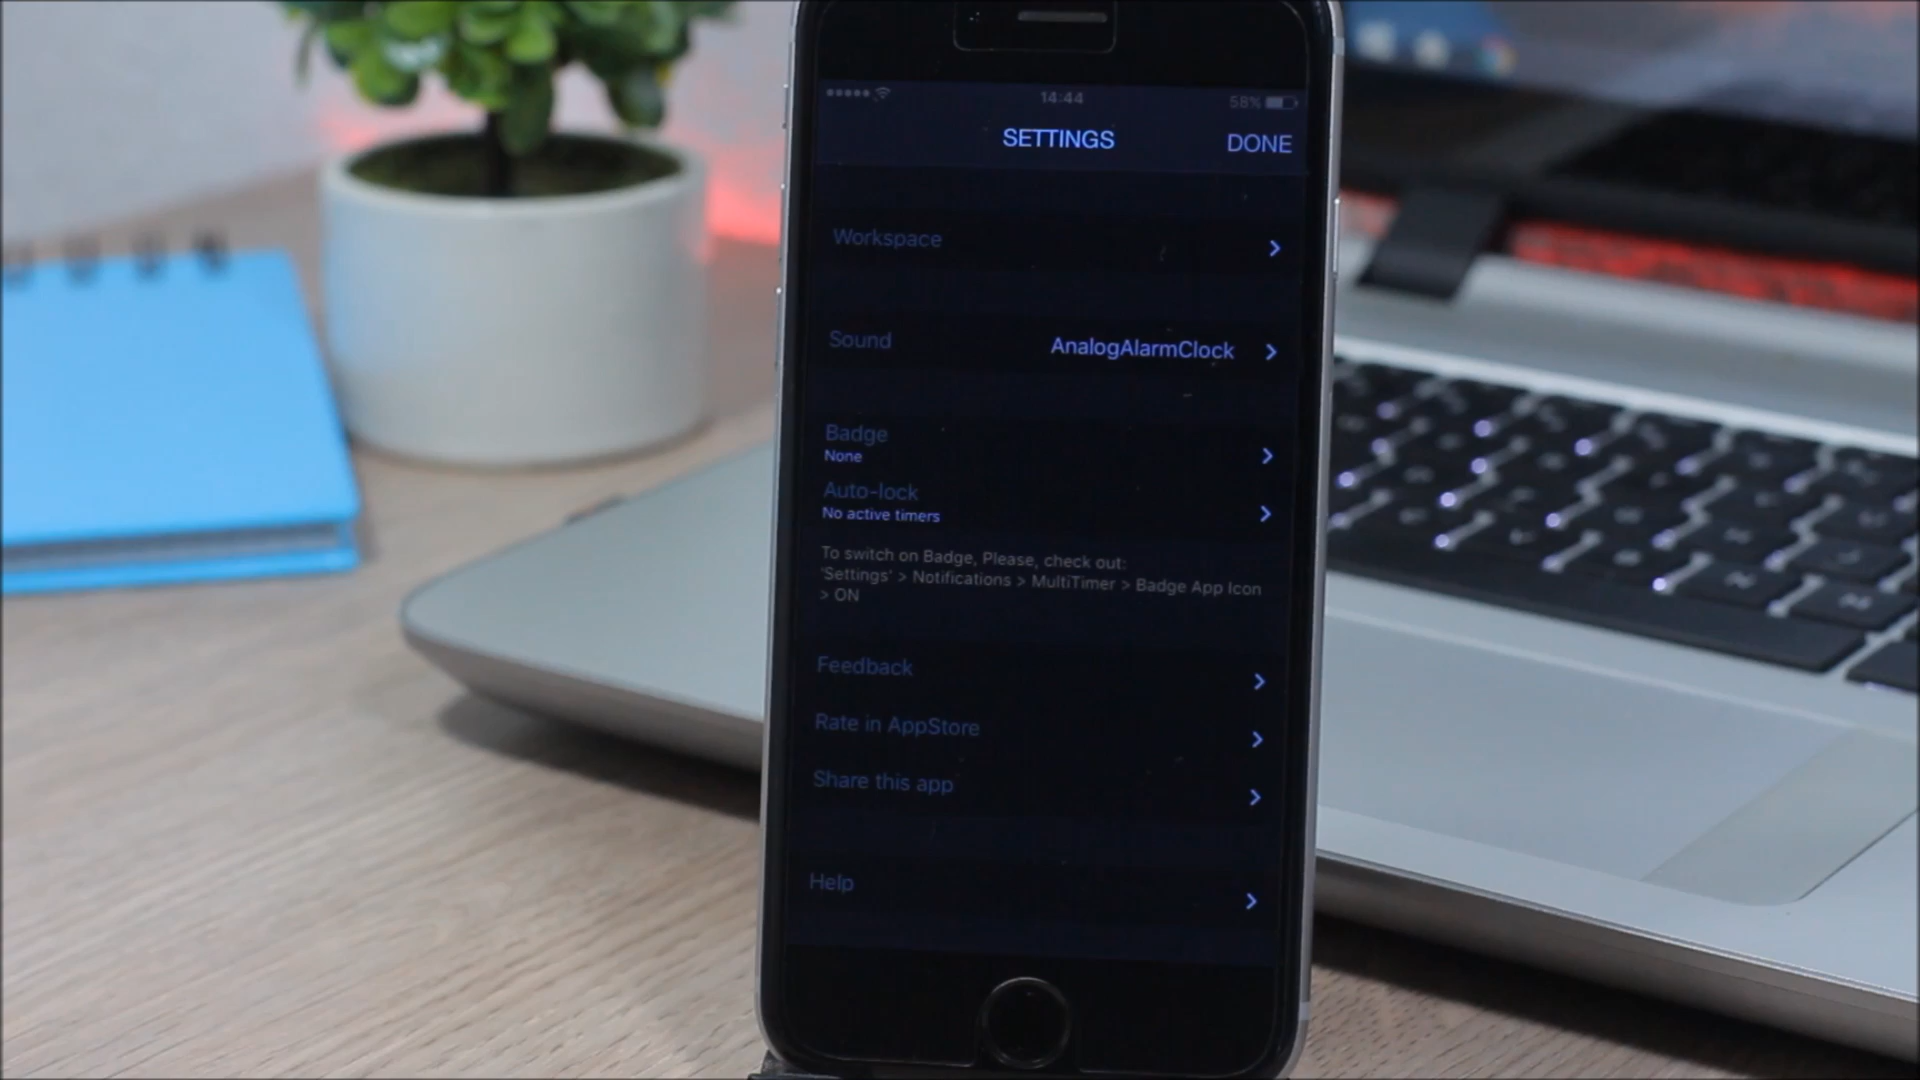 14:44
58%
SETTINGS
DONE
Workspace
Sound
AnalogAlarmClock
Badge
None
Auto-lock
No active timers
To switch on Badge, Please, check out:
'Settings' > Notifications > MultiTimer > Badge App Icon
> ON
Feedback
Rate in AppStore
Share this app
Help